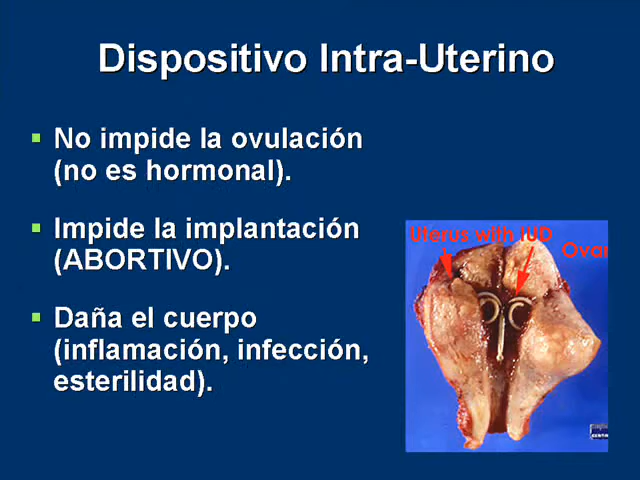 Dispositivo Intra-Uterino
No impide la ovulación
(no es hormonal).
Impide la implantación
(ABORTIVO).
Daña el cuerpo
(inflamación, infección,
esterilidad).
Uterus with IUD